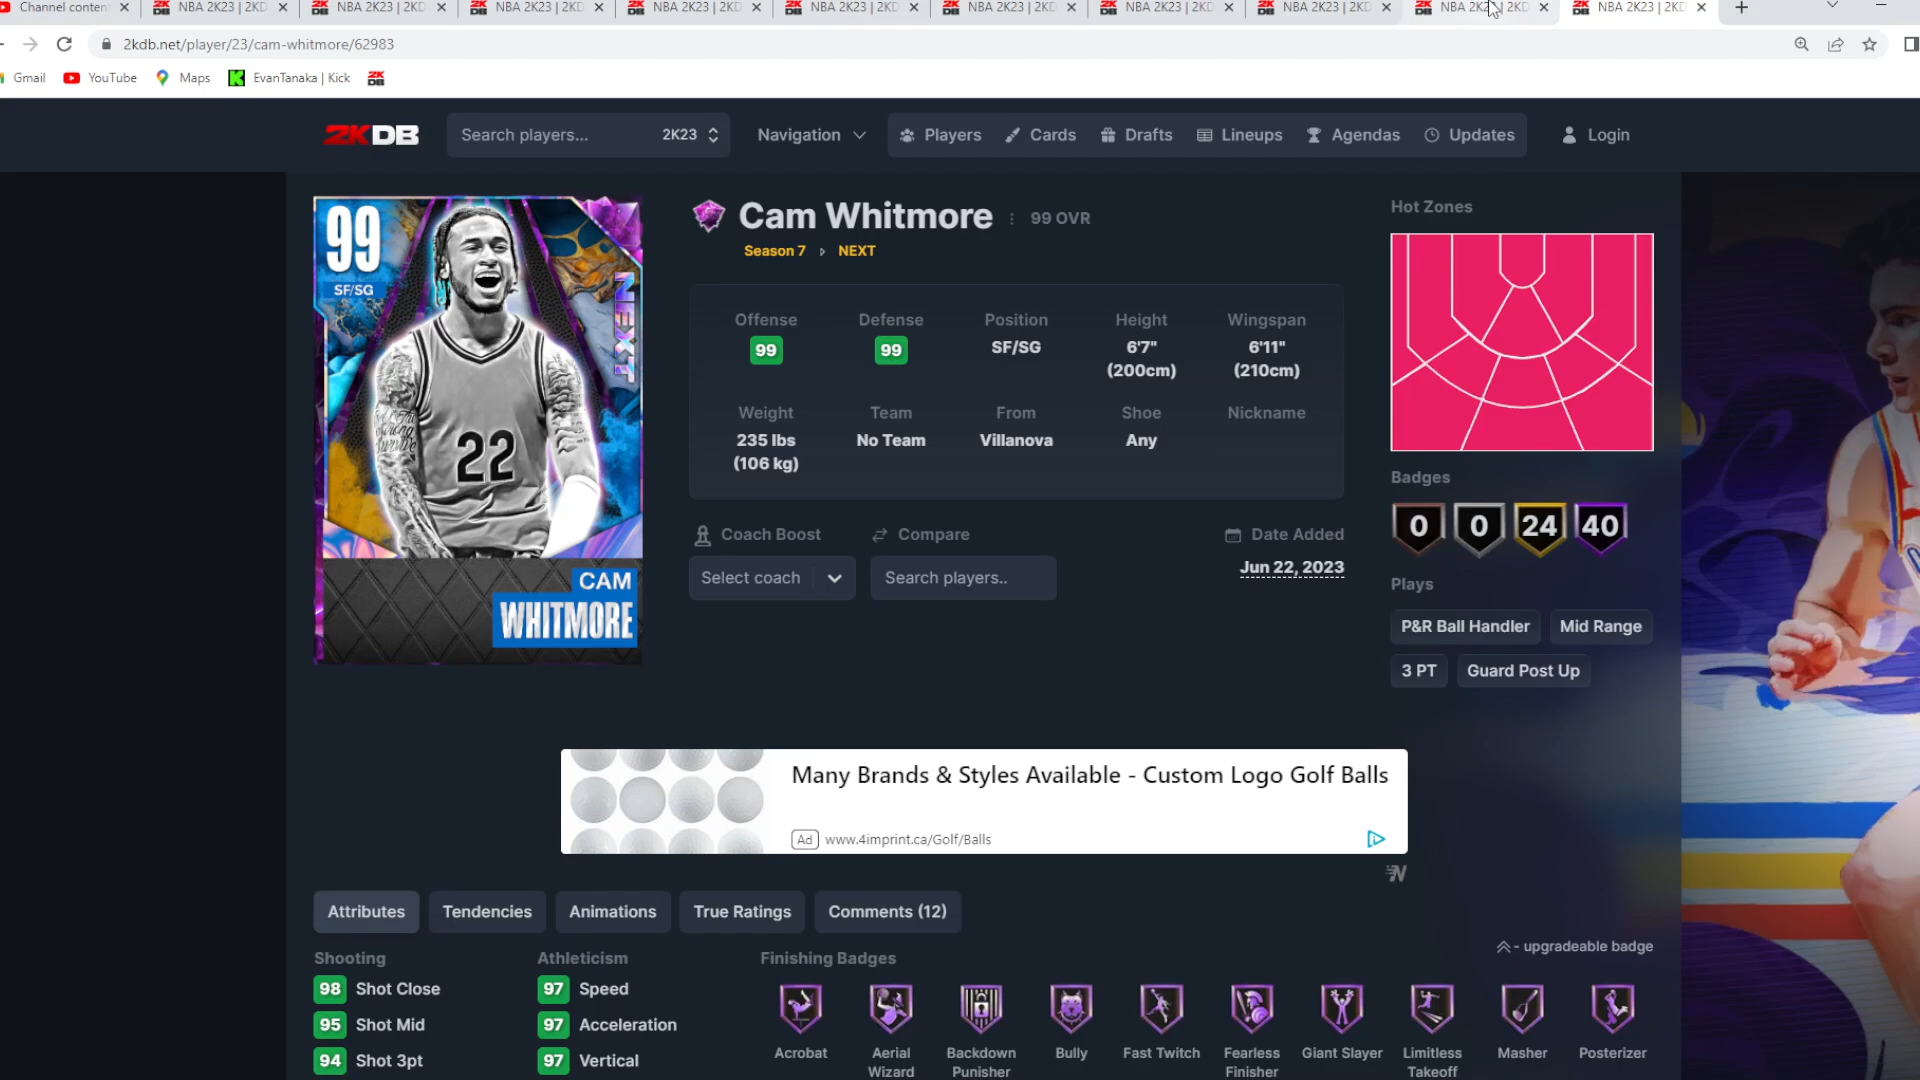 Channel content
NBA 2K23 | 2KD
NBA 2K23 | 2KD
NBA 2K23 | 2KD
NBA 2K23 | 2KD
NBA 2K23 | 2KD
NBA 2K23 | 2KD
NBA 2K23 | 2KD
NBA 2K23 | 2KD
NBA 2K23 | 2KD
NBA 2K23 | 2KD
2kdb.net/player/23/cam-whitmore/62983
Gmail
YouTube
Maps
EvanTanaka | Kick
2KDB
Search players...
2K23
Navigation
Players
Cards
Drafts
Lineups
Agendas
Updates
Login
99
SF/SG
NEXT
22
CAM
WHITMORE
Cam Whitmore : 99 OVR
Season 7
NEXT
Offense
99
Defense
99
Position
SF/SG
Height
6'7"
(200cm)
Wingspan
6'11"
(210cm)
Weight
235 lbs
(106 kg)
Team
No Team
From
Villanova
Shoe
Any
Nickname
Coach Boost
Select coach
Compare
Search players..
Date Added
Jun 22, 2023
Hot Zones
Badges
0
0
24
40
Plays
P&R Ball Handler
Mid Range
3 PT
Guard Post Up
Many Brands & Styles Available - Custom Logo Golf Balls
Ad
www.4imprint.ca/Golf/Balls
Attributes
Tendencies
Animations
True Ratings
Comments (12)
- upgradeable badge
Shooting
98 Shot Close
95 Shot Mid
94 Shot 3pt
Athleticism
97 Speed
97 Acceleration
97 Vertical
Finishing Badges
Acrobat
Aerial
Wizard
Backdown
Punisher
Bully
Fast Twitch
Fearless
Finisher
Giant Slayer
Limitless
Takeoff
Masher
Posterizer